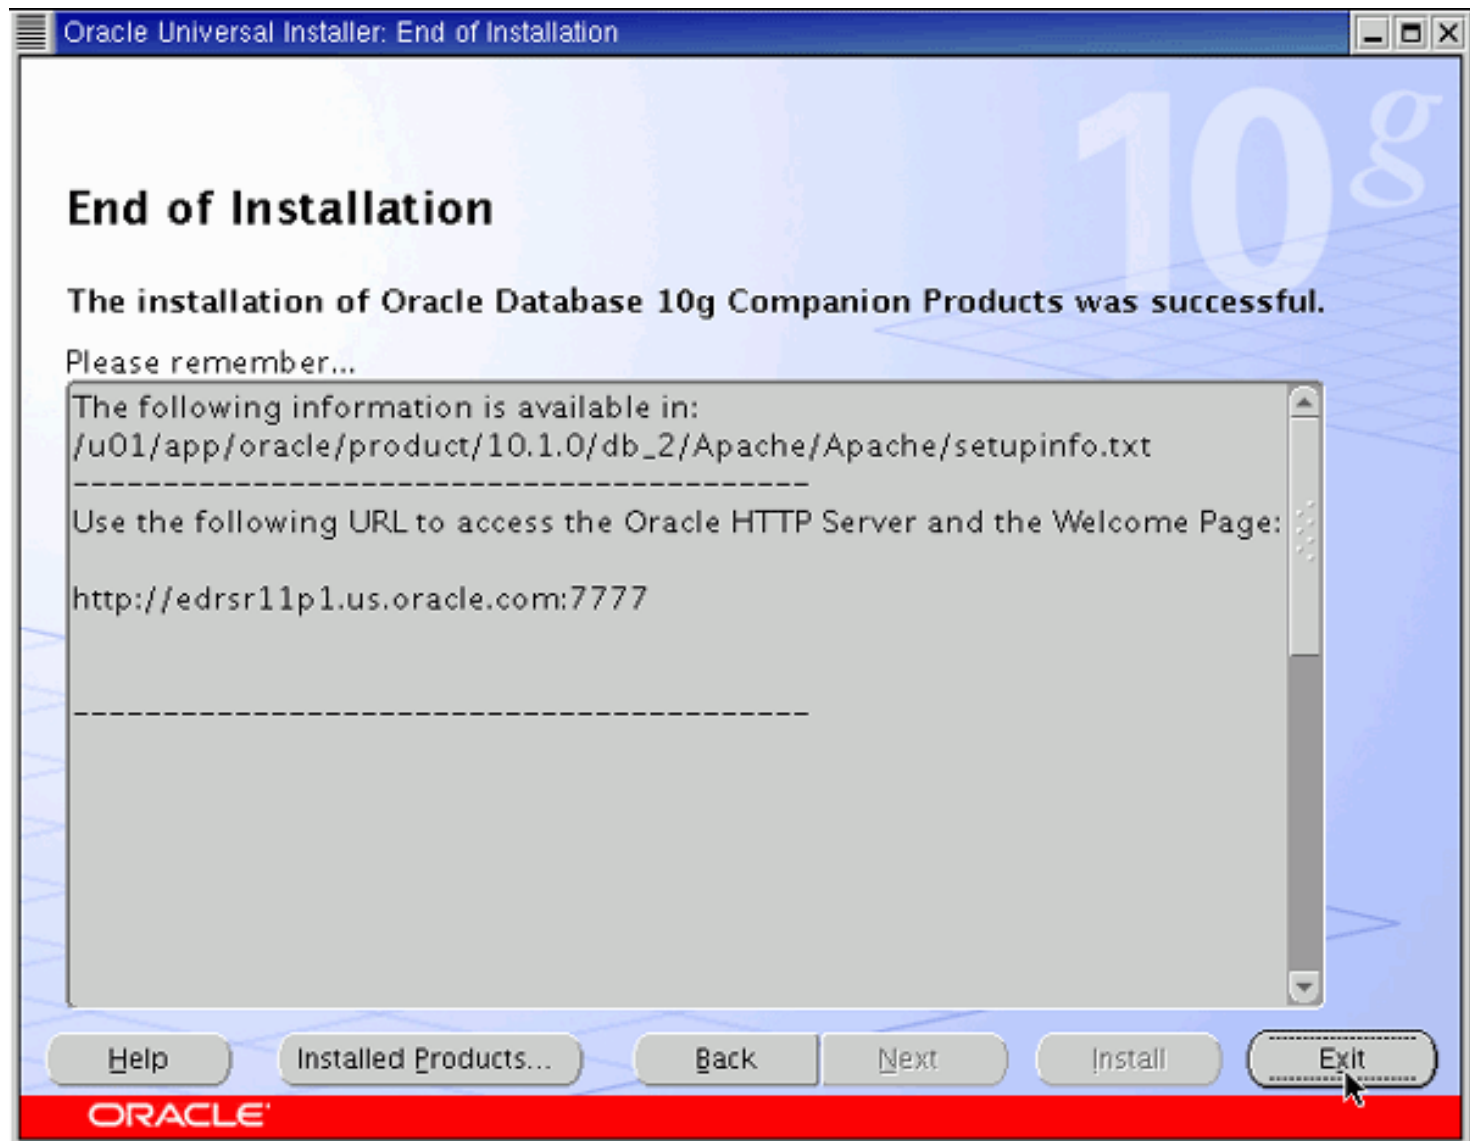 Oracle Universal Installer: End of Installation
10g
End of Installation
The installation of Oracle Database 10g Companion Products was successful.
Please remember...
The following information is available in:
/u01/app/oracle/product/10.1.0/db_2/Apache/Apache/setupinfo.txt
-----------------------------------------
Use the following URL to access the Oracle HTTP Server and the Welcome Page:
http://edrsr11p1.us.oracle.com:7777
-----------------------------------------
Help Installed Products... Back Next Install Exit
ORACLE